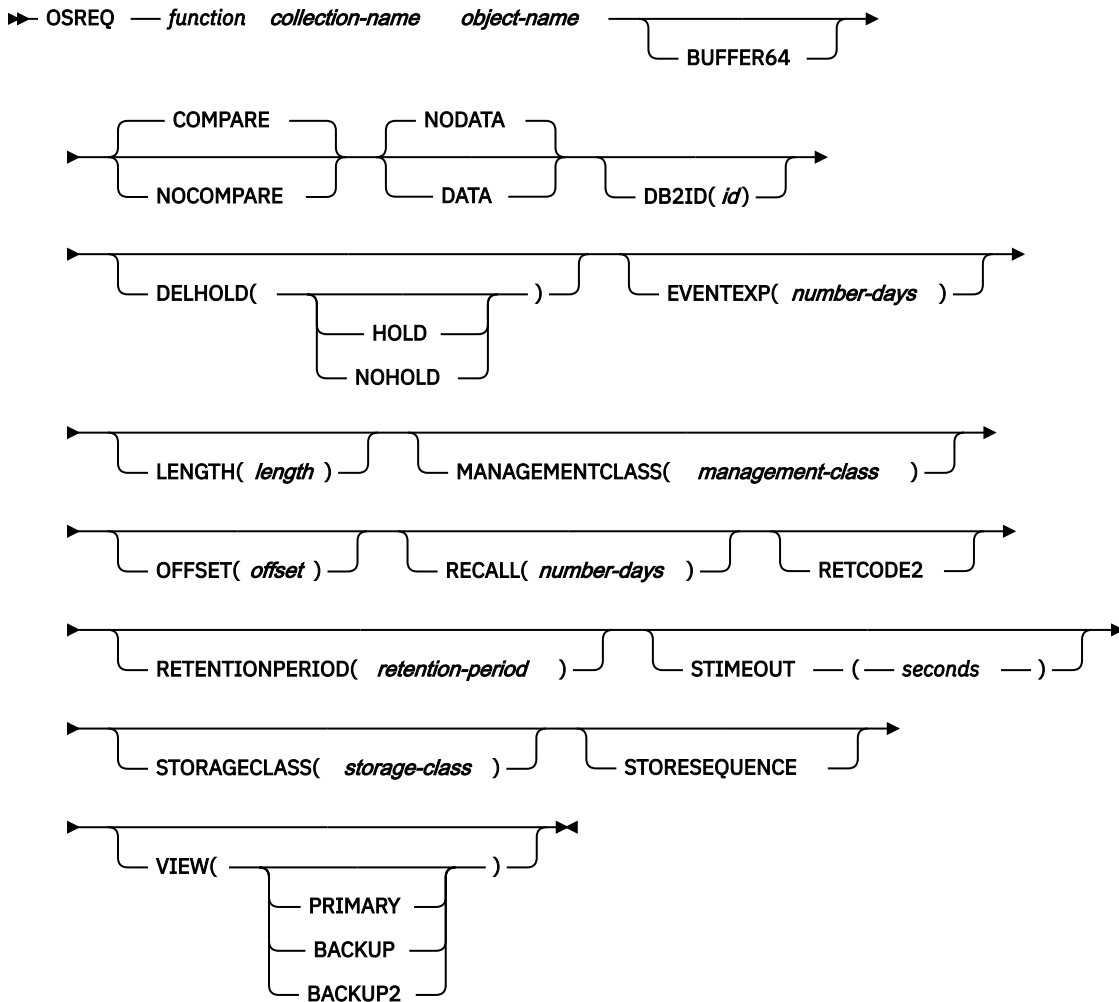 OSREQ function collection-name object-name
BUFFER64
COMPARE NODATA
NOCOMPARE DATA DB2ID( id )
DELHOLD( ) EVENTEXP( number-days )
HOLD
NOHOLD
LENGTH( length ) MANAGEMENTCLASS( management-class )
OFFSET( offset ) RECALL( number-days ) RETCODE2
RETENTIONPERIOD( retention-period ) STIMEOUT ( seconds )
STORAGECLASS( storage-class ) STORESEQUENCE
VIEW( )
PRIMARY
BACKUP
BACKUP2